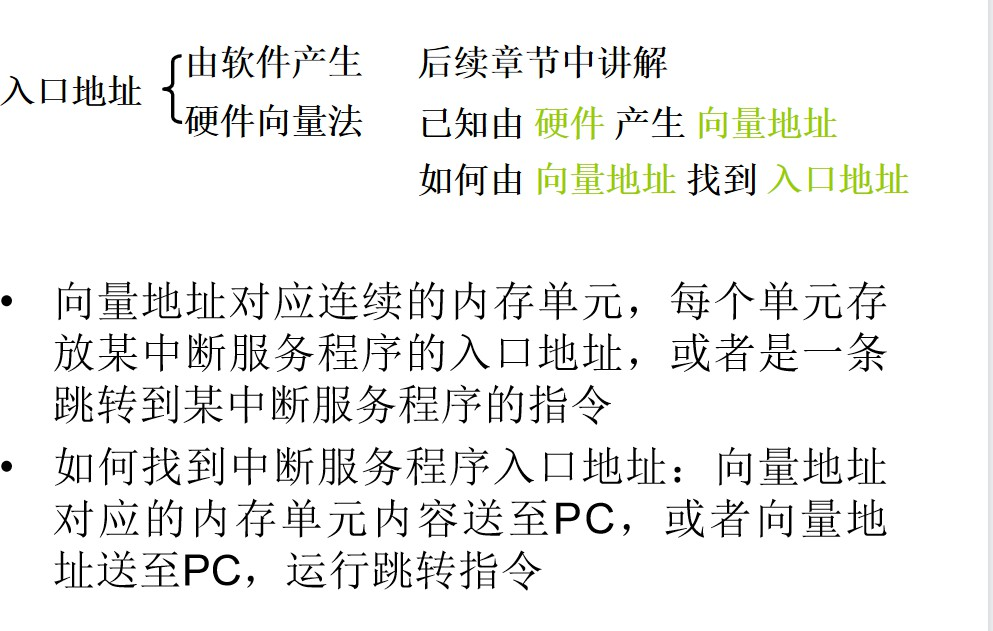 入口地址
由软件产生 后续章节中讲解
硬件向量法 已知由 硬件 产生 向量地址
如何由 向量地址 找到 入口地址
• 向量地址对应连续的内存单元，每个单元存
放某中断服务程序的入口地址，或者是一条
跳转到某中断服务程序的指令
• 如何找到中断服务程序入口地址：向量地址
对应的内存单元内容送至PC，或者向量地
址送至PC，运行跳转指令